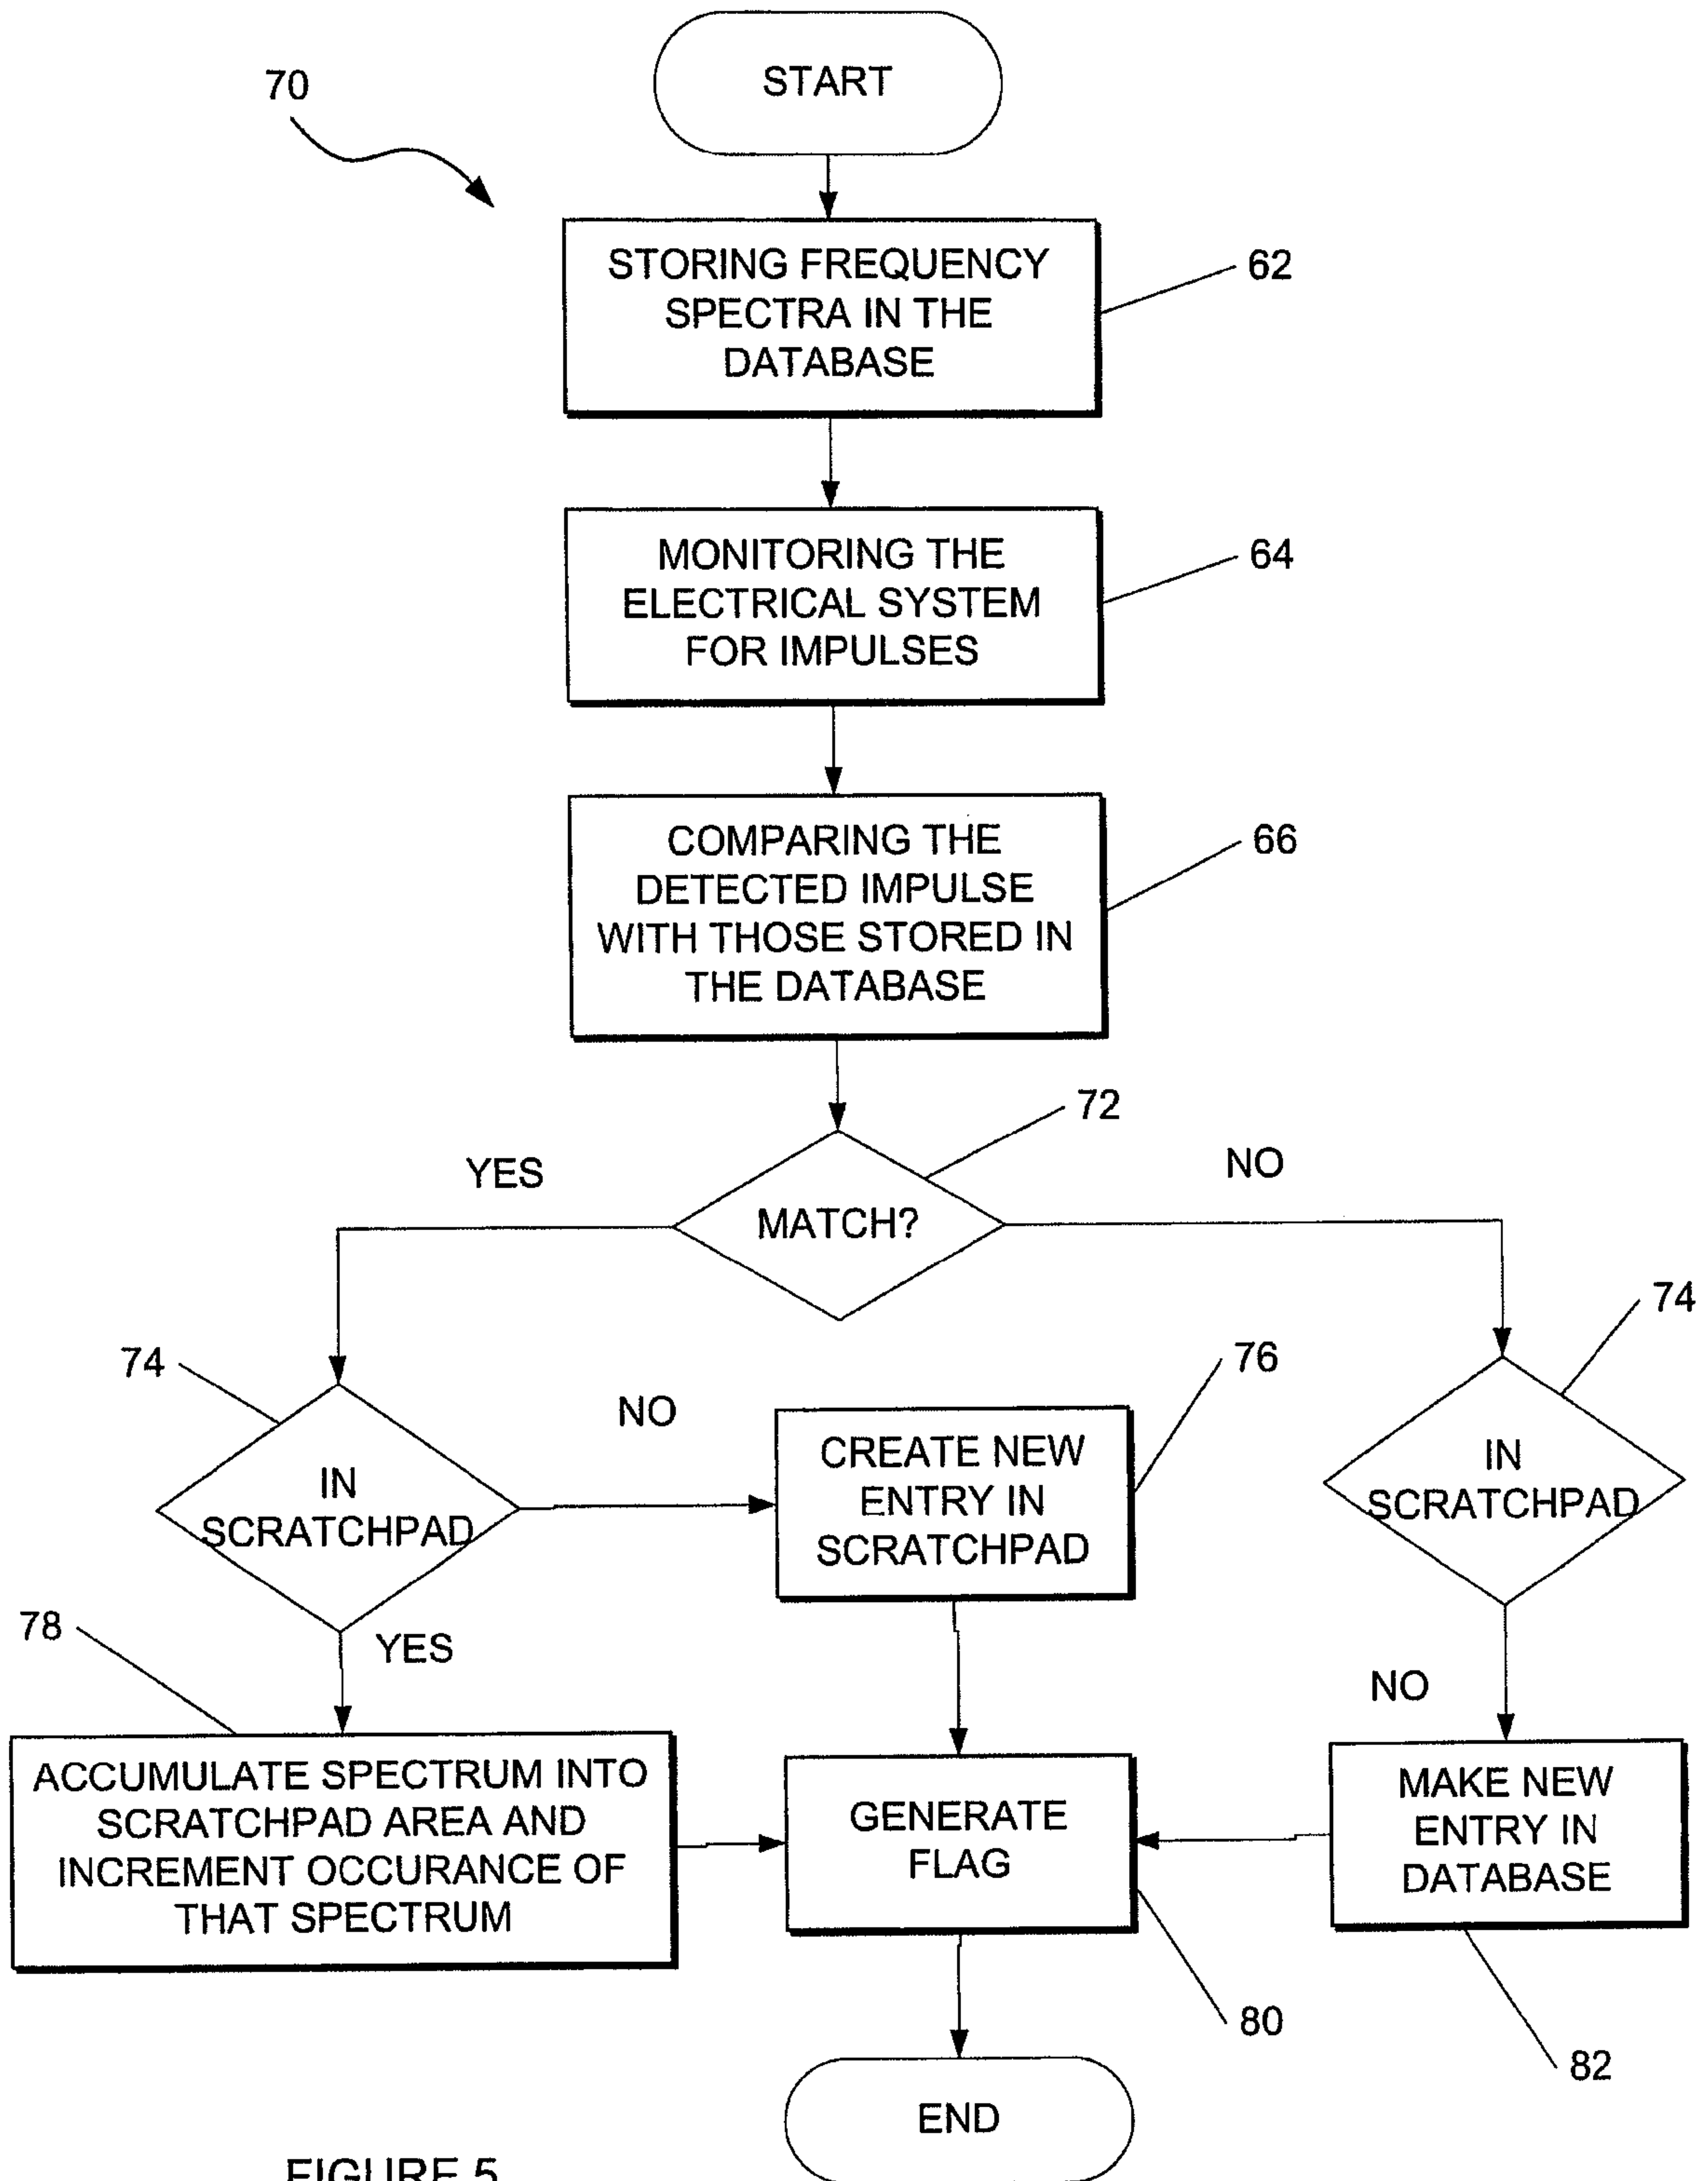 START
70
STORING FREQUENCY
SPECTRA IN THE
DATABASE
62
MONITORING THE
ELECTRICAL SYSTEM
FOR IMPULSES
64
COMPARING THE
DETECTED IMPULSE
WITH THOSE STORED IN
THE DATABASE
66
72
YES
NO
MATCH?
74
74
NO
76
IN
SCRATCHPAD
CREATE NEW
ENTRY IN
SCRATCHPAD
IN
SCRATCHPAD
78
YES
NO
ACCUMULATE SPECTRUM INTO
SCRATCHPAD AREA AND
INCREMENT OCCURANCE OF
THAT SPECTRUM
GENERATE
FLAG
MAKE NEW
ENTRY IN
DATABASE
80
82
END
FIGURE 5